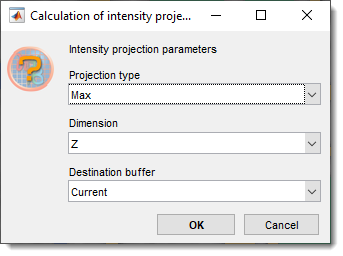 Calculation of intensity proje...
Intensity projection parameters
Projection type
Max
Dimension
Z
Destination buffer
Current
OK Cancel